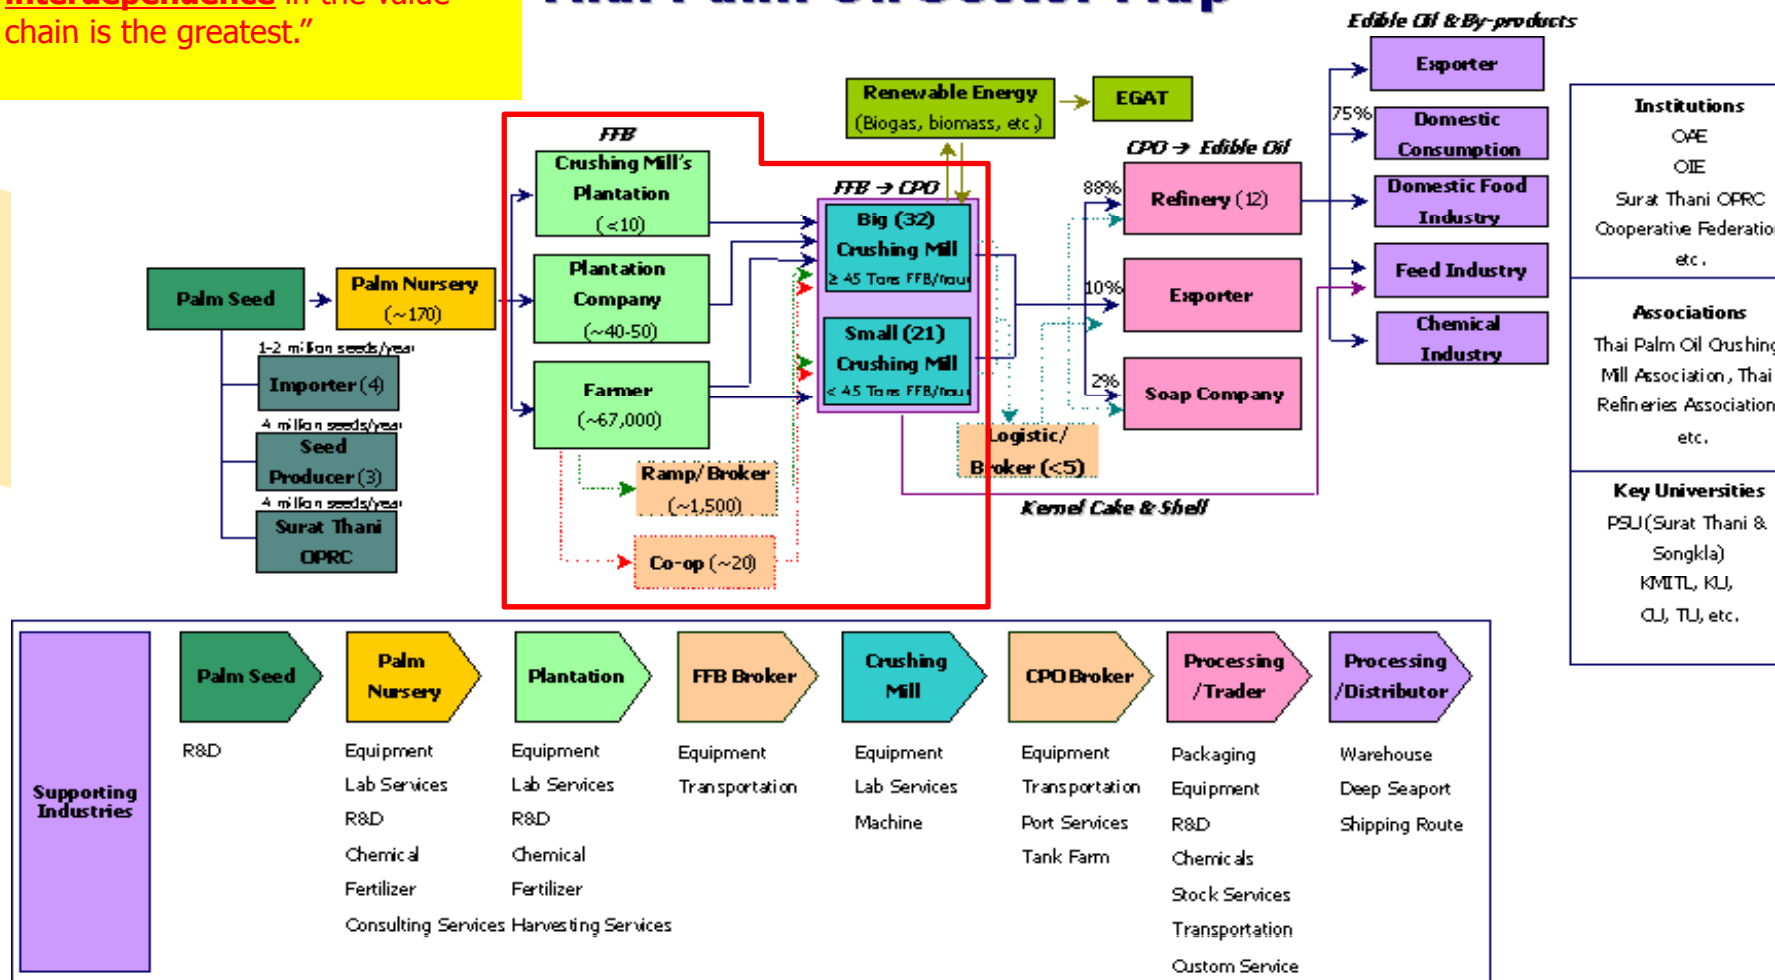 interdependence in the value
chain is the greatest.”
Thai Palm Oil Sector Map
Edible Oil & By-products
Exporter
75%
Domestic
Consumption
Domestic Food
Industry
Feed Industry
Chemical
Industry
Renewable Energy
(Biogas, biomass, etc.)
EGAT
FFB
Crushing Mill's
Plantation
(<10)
Plantation
Company
(~40-50)
Farmer
(~67,000)
Ramp/Broker
(~1,500)
Co-op (~20)
FFB → CPO
Big (32)
Crushing Mill
≥ 45 Tons FFB/hour
Small (21)
Crushing Mill
< 45 Tons FFB/hour
CPO → Edible Oil
88%
Refinery (12)
10%
Exporter
2%
Soap Company
Logistic/
Broker (<5)
Kernel Cake & Shell
Palm Seed
Palm Nursery
(~170)
1-2 million seeds/year
Importer (4)
4 million seeds/year
Seed
Producer (3)
4 million seeds/year
Surat Thani
OPRC
Institutions
OAE
OIE
Surat Thani OPRC
Cooperative Federation
etc.
Associations
Thai Palm Oil Crushing
Mill Association, Thai
Refineries Association
etc.
Key Universities
PSU(Surat Thani &
Songkla)
KMITL, KU,
CU, TU, etc.
Supporting
Industries
Palm Seed
R&D
Palm
Nursery
Equipment
Lab Services
R&D
Chemical
Fertilizer
Consulting Services
Plantation
Equipment
Lab Services
R&D
Chemical
Fertilizer
Harvesting Services
FFB Broker
Equipment
Transportation
Crushing
Mill
Equipment
Lab Services
Machine
CPO Broker
Equipment
Transportation
Port Services
Tank Farm
Processing
/Trader
Packaging
Equipment
R&D
Chemicals
Stock Services
Transportation
Custom Service
Processing
/Distributor
Warehouse
Deep Seaport
Shipping Route